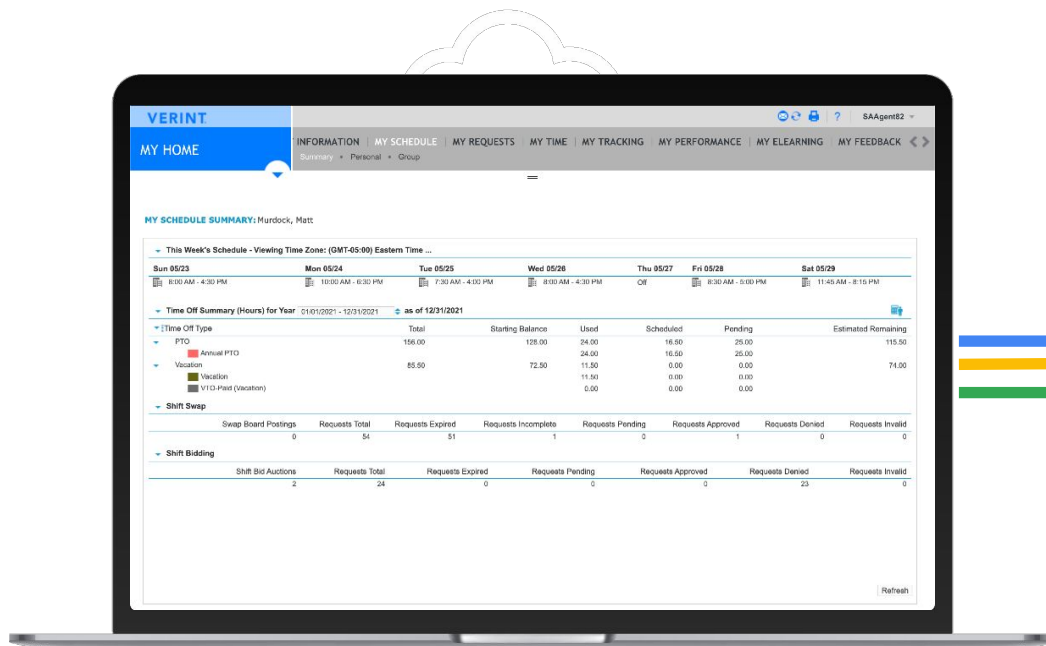 VERINT
SAAgent82
MY HOME
INFORMATION MY SCHEDULE MY REQUESTS MY TIME MY TRACKING MY PERFORMANCE MY ELEARNING MY FEEDBACK
Summary • Personal • Group
MY SCHEDULE SUMMARY: Murdock, Matt
This Week's Schedule - Viewing Time Zone: (GMT-05:00) Eastern Time ...
Sun 05/23 Mon 05/24 Tue 05/25 Wed 05/26 Thu 05/27 Fri 05/28 Sat 05/29
8:00 AM - 4:30 PM 10:00 AM - 6:30 PM 7:30 AM - 4:00 PM 8:00 AM - 4:30 PM Off 8:30 AM - 5:00 PM 11:45 AM - 8:15 PM
Time Off Summary (Hours) for Year 01/01/2021 - 12/31/2021 as of 12/31/2021
Time Off Type Total Starting Balance Used Scheduled Pending Estimated Remaining
PTO 156.00 128.00 24.00 16.50 25.00 115.50
Annual PTO 24.00 16.50 25.00
Vacation 85.50 72.50 11.50 0.00 0.00 74.00
Vacation 11.50 0.00 0.00
VTO-Paid (Vacation) 0.00 0.00 0.00
Shift Swap
Swap Board Postings Requests Total Requests Expired Requests Incomplete Requests Pending Requests Approved Requests Denied Requests Invalid
0 54 51 1 0 1 0 0
Shift Bidding
Shift Bid Auctions Requests Total Requests Expired Requests Pending Requests Approved Requests Denied Requests Invalid
2 24 0 0 0 23 0
Refresh